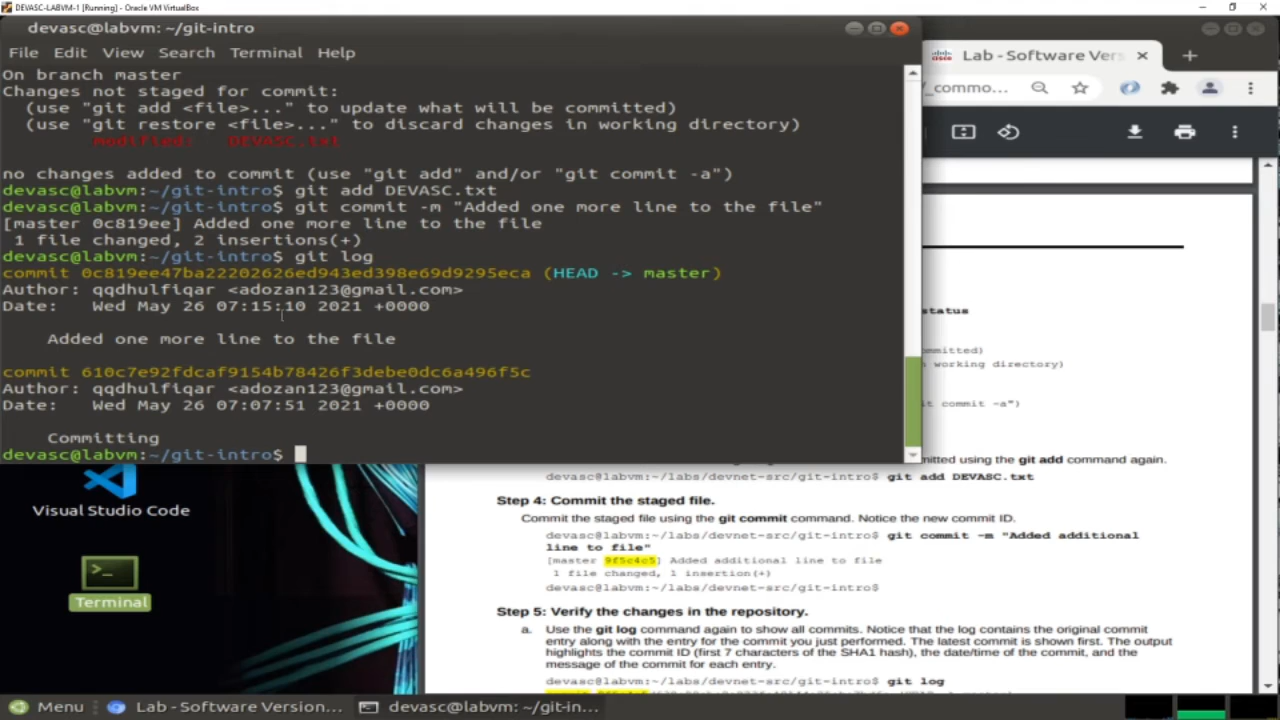 DEVASC-LABVM-1 [Running] - Oracle VM VirtualBox
devasc@labvm: ~/git-intro
File Edit View Search Terminal Help
On branch master
Changes not staged for commit:
(use "git add <file>..." to update what will be committed)
(use "git restore <file>..." to discard changes in working directory)
modified: DEVASC.txt
no changes added to commit (use "git add" and/or "git commit -a")
devasc@labvm:~/git-intro$ git add DEVASC.txt
devasc@labvm:~/git-intro$ git commit -m "Added one more line to the file"
[master 0c819ee] Added one more line to the file
1 file changed, 2 insertions(+)
devasc@labvm:~/git-intro$ git log
commit 0c819ee47ba22202626ed943ed398e69d9295eca (HEAD -> master)
Author: qqdhulfiqar <adozan123@gmail.com>
Date: Wed May 26 07:15:10 2021 +0000
Added one more line to the file
commit 610c7e92fdcaf9154b78426f3debe0dc6a496f5c
Author: qqdhulfiqar <adozan123@gmail.com>
Date: Wed May 26 07:07:51 2021 +0000
Committing
devasc@labvm:~/git-intro$
Lab - Software Vers
_commo...
status
ommitted)
n working directory)
it commit -a")
mitted using the git add command again.
devasc@labvm:~/labs/devnet-src/git-intro$ git add DEVASC.txt
Step 4: Commit the staged file.
Commit the staged file using the git commit command. Notice the new commit ID.
devasc@labvm:~/labs/devnet-src/git-intro$ git commit -m "Added additional
line to file"
[master 9f5c4c5] Added additional line to file
1 file changed, 1 insertion(+)
devasc@labvm:~/labs/devnet-src/git-intro$
Step 5: Verify the changes in the repository.
a. Use the git log command again to show all commits. Notice that the log contains the original commit
entry along with the entry for the commit you just performed. The latest commit is shown first. The output
highlights the commit ID (first 7 characters of the SHA1 hash), the date/time of the commit, and the
message of the commit for each entry.
devasc@labvm:~/labs/devnet-src/git-intro$ git log
Visual Studio Code
Terminal
Menu
Lab - Software Version...
devasc@labvm: ~/git-in...